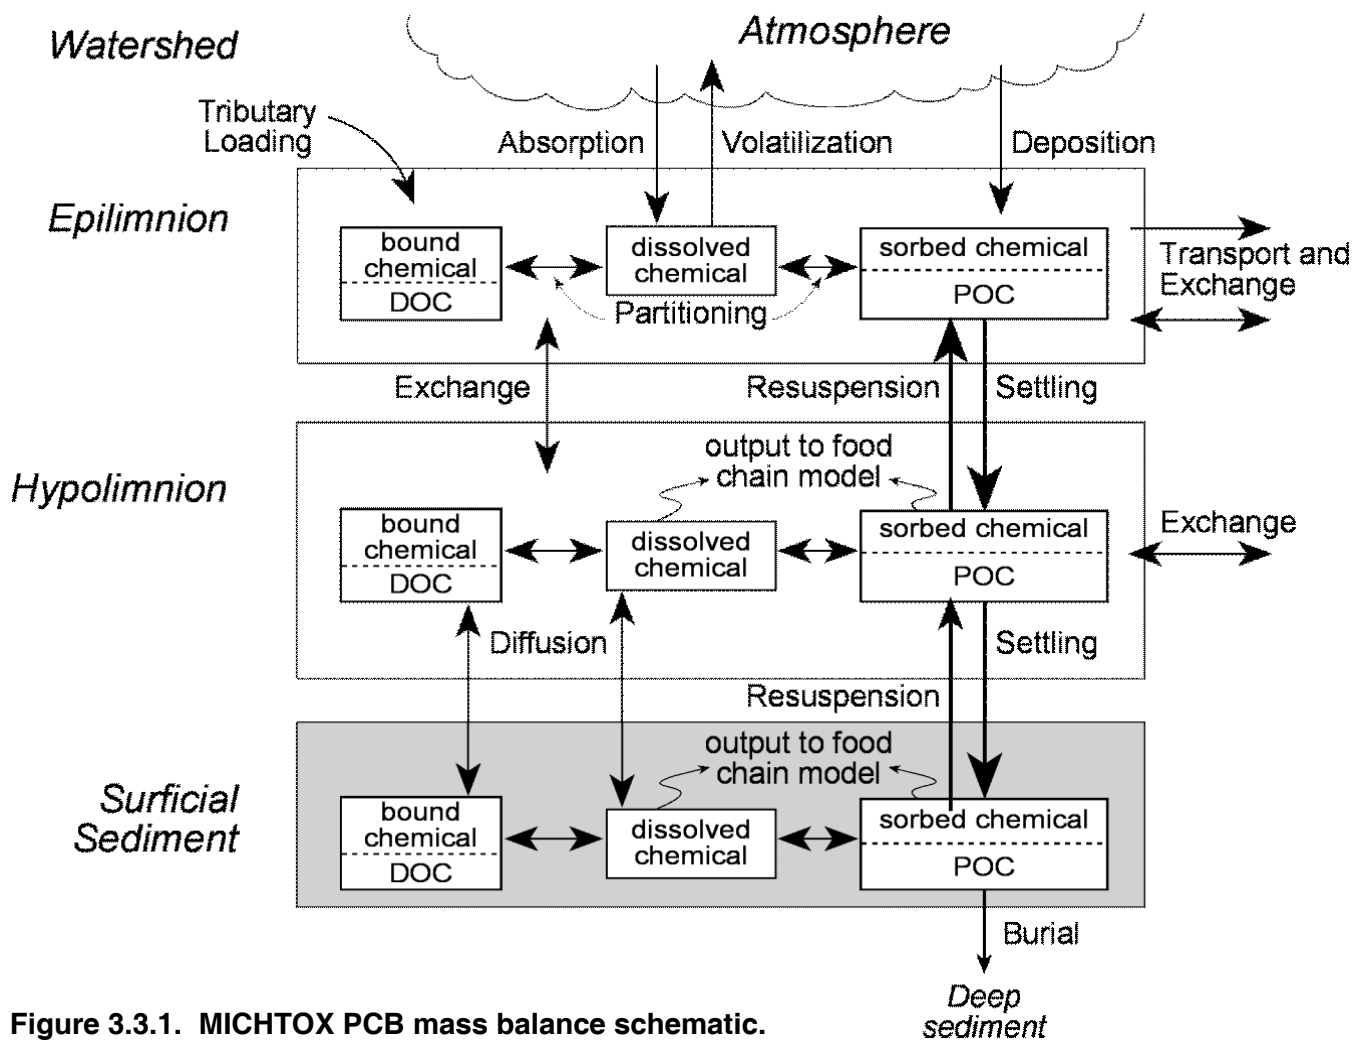 Watershed
Atmosphere
Tributary
Loading
Absorption
Volatilization
Deposition
Epilimnion
bound
chemical
DOC
dissolved
chemical
sorbed chemical
POC
Partitioning
Transport and
Exchange
Exchange
Resuspension
Settling
Hypolimnion
output to food
chain model
bound
chemical
DOC
dissolved
chemical
sorbed chemical
POC
Exchange
Diffusion
Settling
Resuspension
Surficial
Sediment
output to food
chain model
bound
chemical
DOC
dissolved
chemical
sorbed chemical
POC
Burial
Deep
sediment
Figure 3.3.1. MICHTOX PCB mass balance schematic.